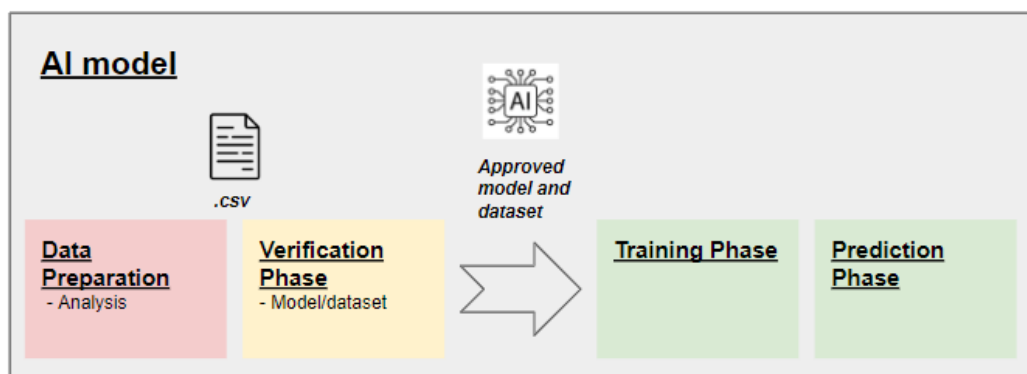 AI model
AI
.csv
Approved
model and
dataset
Data
Preparation
- Analysis
Verification
Phase
- Model/dataset
Training Phase
Prediction
Phase